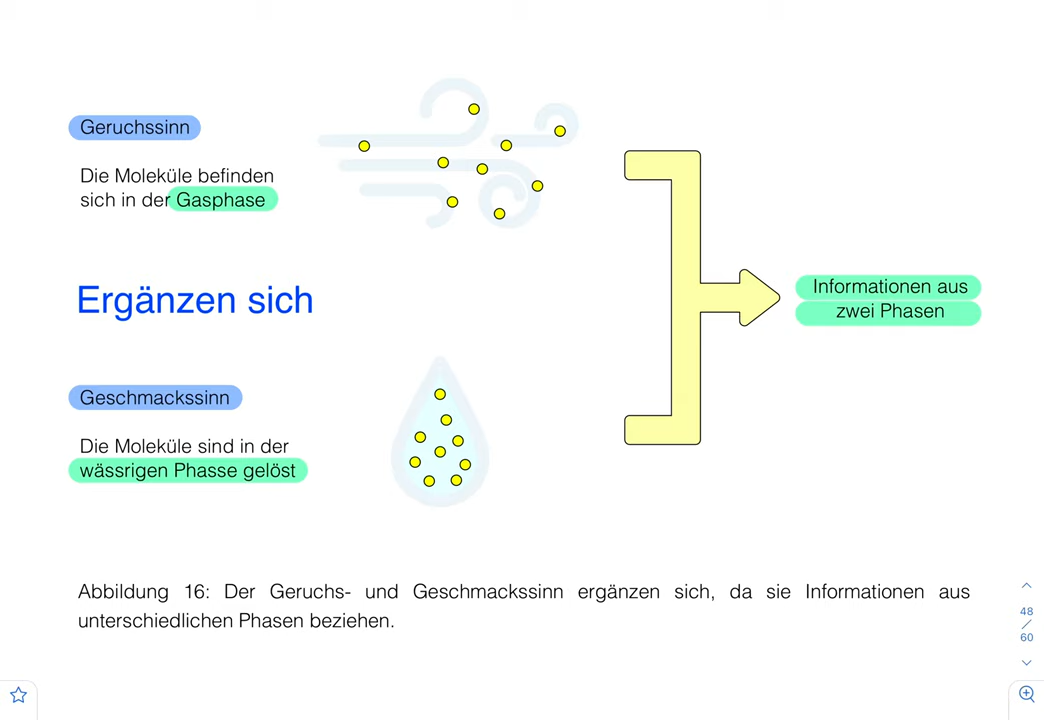 Geruchssinn
Die Moleküle befinden
sich in der Gasphase
Ergänzen sich
Informationen aus
zwei Phasen
Geschmackssinn
Die Moleküle sind in der
wässrigen Phasse gelöst
Abbildung 16: Der Geruchs- und Geschmackssinn ergänzen sich, da sie Informationen aus
unterschiedlichen Phasen beziehen.
48
/
60